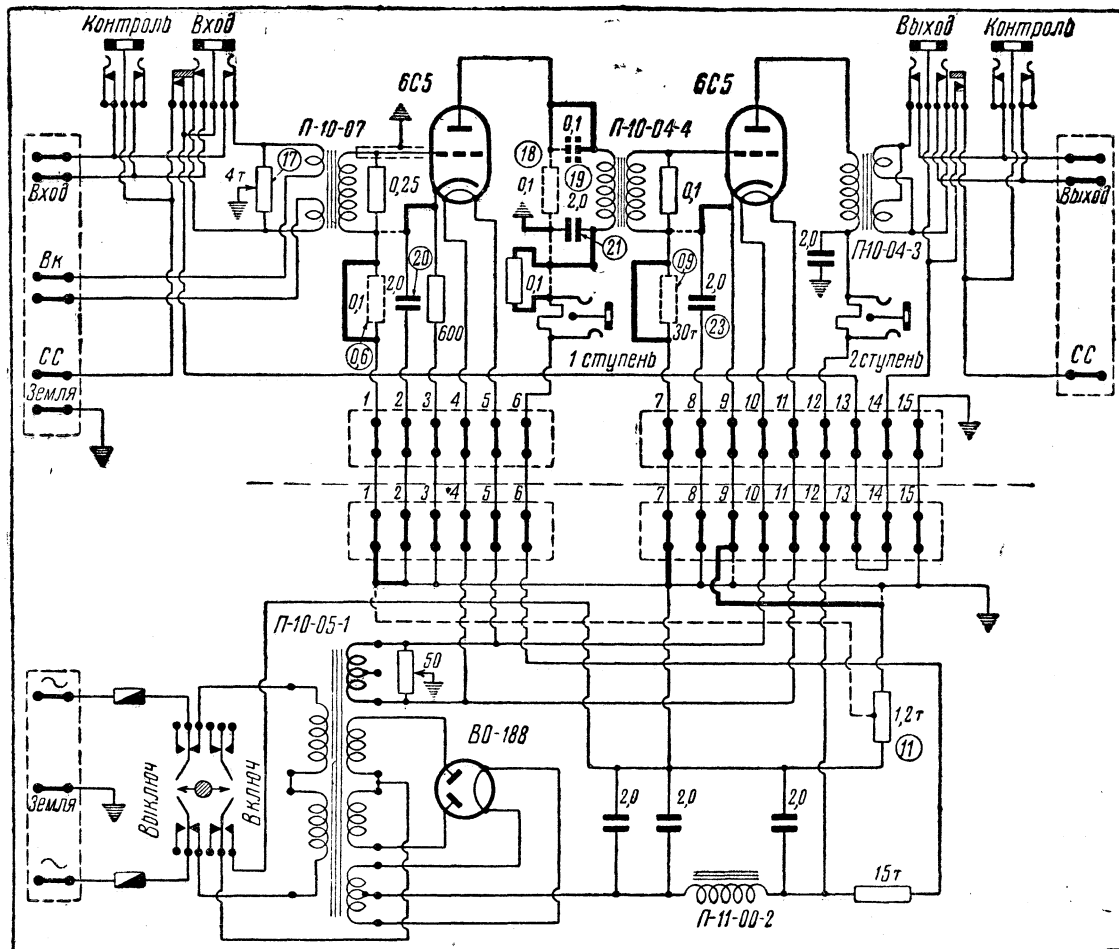 Контроль Вход
Выход Контроль
6С5
6С5
П-10-07
П-10-04-4
0,1
18
17
4 т
0,25
0,1
19
2,0
0,1
Вход
Выход
21
2,0
П-10-04-3
Вк
20
0,1
2,0
0,1
0,9
2,0
600
30т
23
0,6
1 ступень
2 ступень
СС
СС
Земля
1 2 3 4 5 6
7 8 9 10 11 12 13 14 15
1 2 3 4 5 6
7 8 9 10 11 12 13 14 15
П-10-05-1
50
~
1,2т
11
ВО-188
Земля
Выключ
Включ
2,0
2,0
2,0
~
15т
П-11-00-2